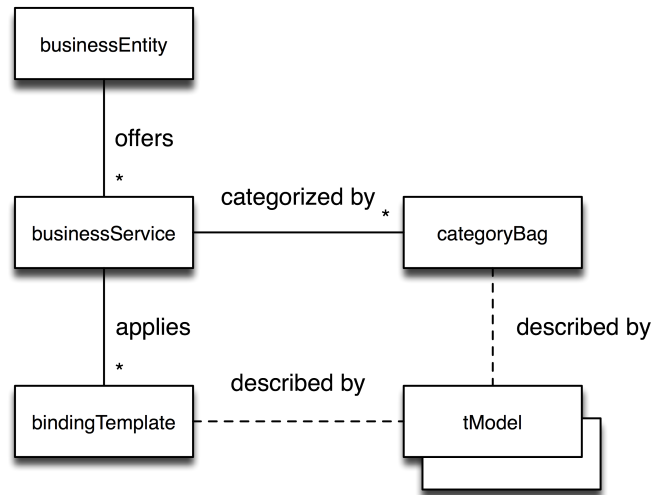 businessEntity
offers
*
categorized by
*
businessService
categoryBag
applies
described by
*
described by
bindingTemplate
tModel